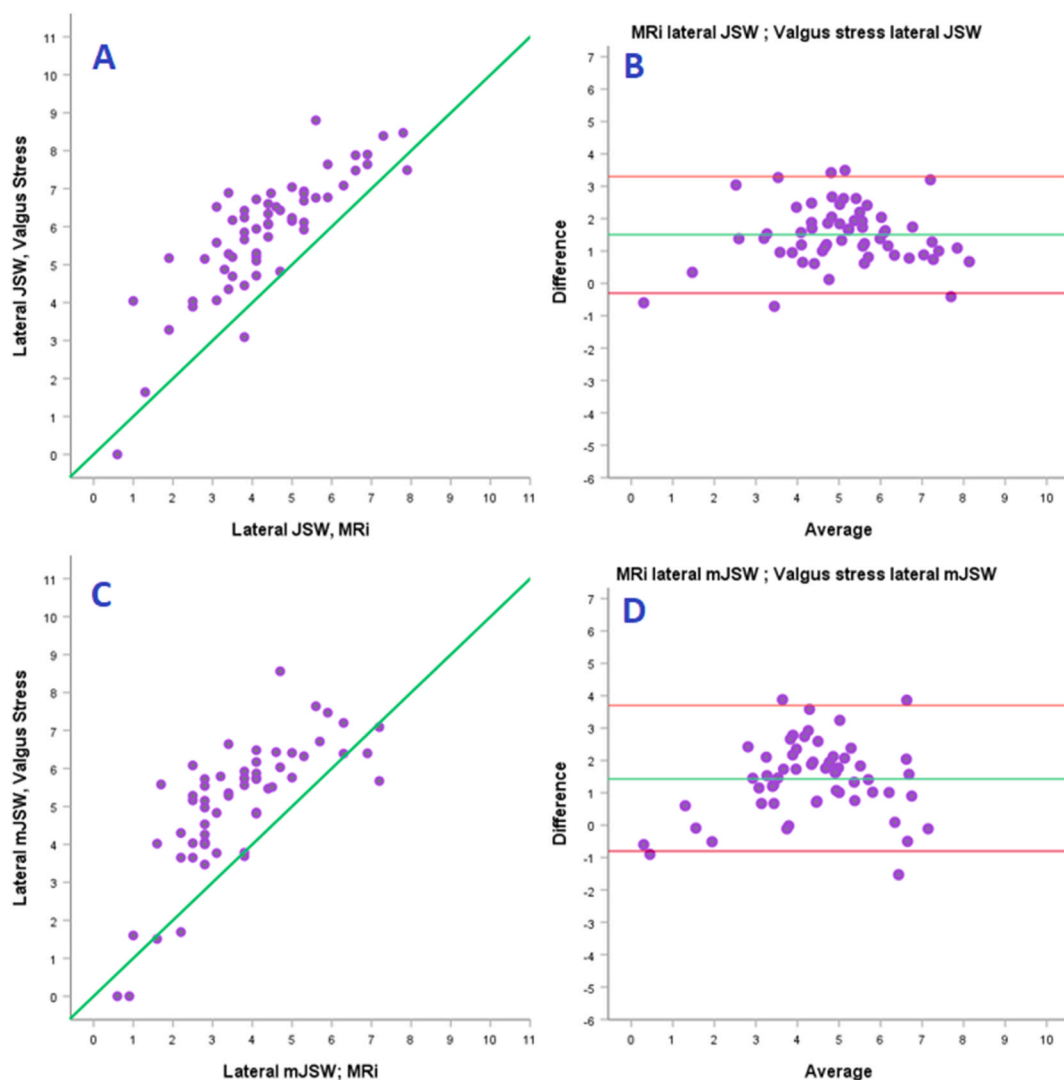 A
Lateral JSW, Valgus Stress
11
10
9
8
7
6
5
4
3
2
1
0
0 1 2 3 4 5 6 7 8 9 10 11
Lateral JSW, MRi
MRi lateral JSW ; Valgus stress lateral JSW
B
Difference
7
6
5
4
3
2
1
0
-1
-2
-3
-4
-5
-6
0 1 2 3 4 5 6 7 8 9 10
Average
C
Lateral mJSW, Valgus Stress
11
10
9
8
7
6
5
4
3
2
1
0
0 1 2 3 4 5 6 7 8 9 10 11
Lateral mJSW; MRi
MRi lateral mJSW ; Valgus stress lateral mJSW
D
Difference
7
6
5
4
3
2
1
0
-1
-2
-3
-4
-5
-6
0 1 2 3 4 5 6 7 8 9 10
Average